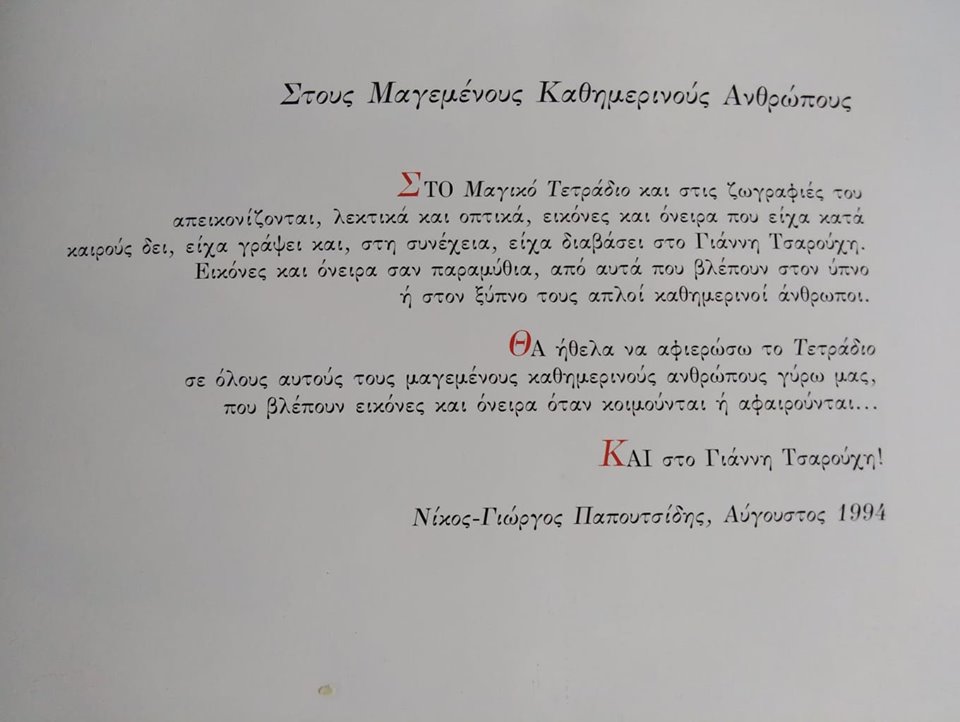 Στους Μαγεμένους Καθημερινούς Ανθρώπους
ΣΤΟ Μαγικό Τετράδιο και στις ζωγραφιές του
απεικονίζονται, λεκτικά και οπτικά, εικόνες και όνειρα που είχα κατά
καιρούς δει, είχα γράψει και, στη συνέχεια, είχα διαβάσει στο Γιάννη Τσαρούχη.
Εικόνες και όνειρα σαν παραμύθια, από αυτά που βλέπουν στον ύπνο
ή στον ξύπνο τους απλοί καθημερινοί άνθρωποι.
ΘΑ ήθελα να αφιερώσω το Τετράδιο
σε όλους αυτούς τους μαγεμένους καθημερινούς ανθρώπους γύρω μας,
που βλέπουν εικόνες και όνειρα όταν κοιμούνται ή αφαιρούνται...
ΚΑΙ στο Γιάννη Τσαρούχη!
Νίκος-Γιώργος Παπουτσίδης, Αύγουστος 1994